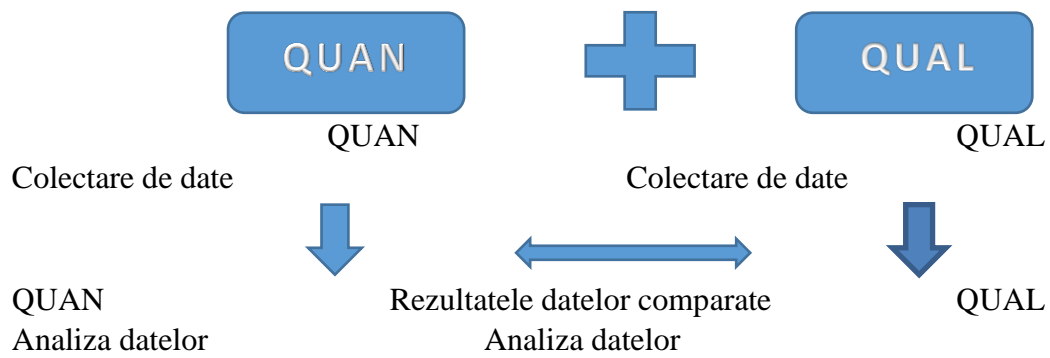 QUAN QUAL
QUAN QUAL
Colectare de date Colectare de date
QUAN Rezultatele datelor comparate QUAL
Analiza datelor Analiza datelor